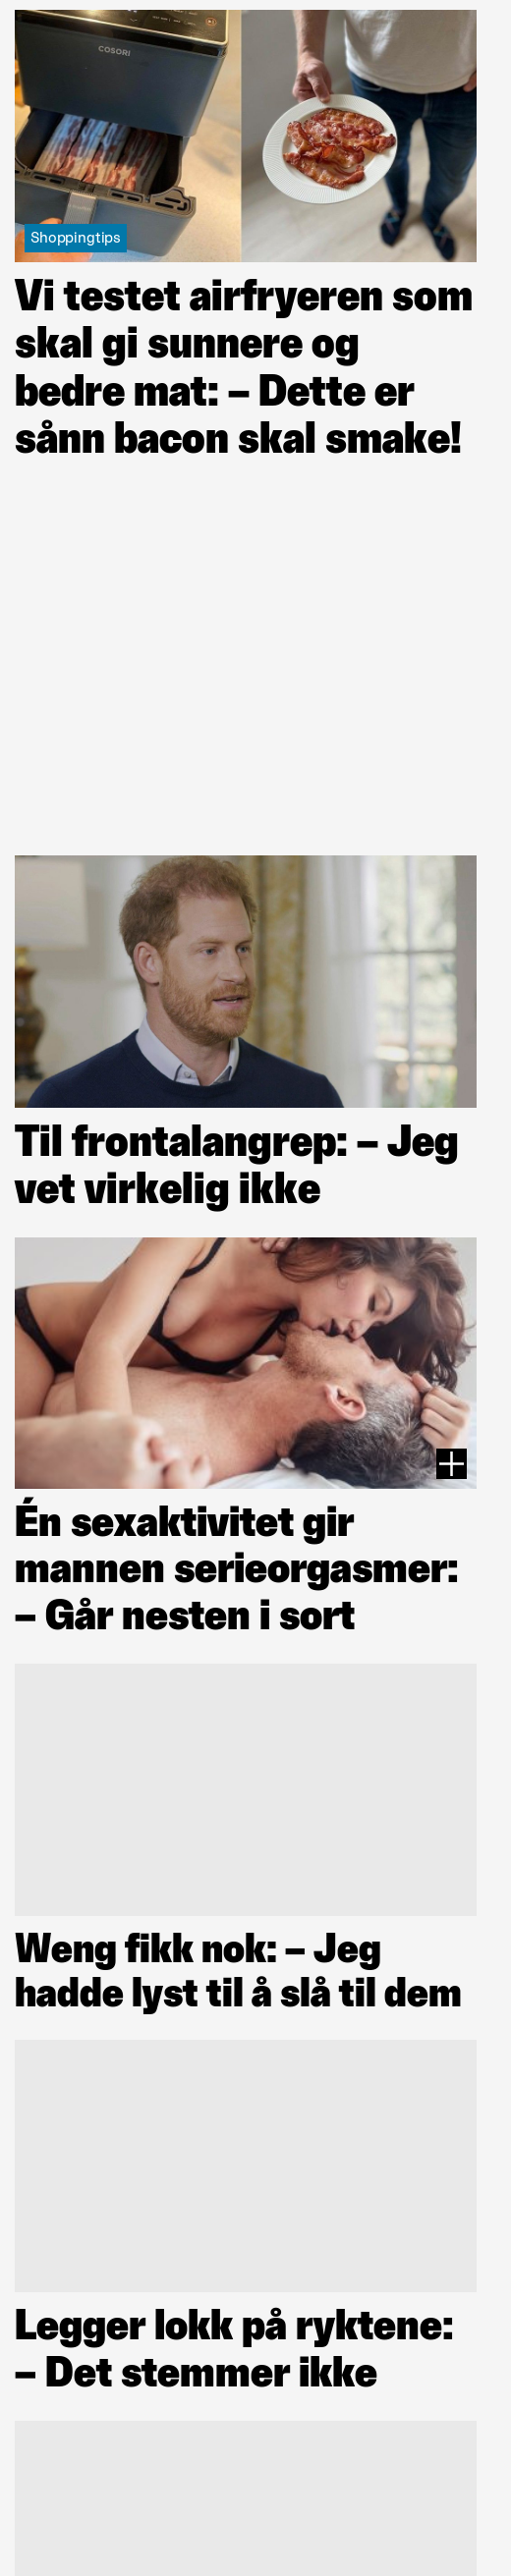 COSORI
Shoppingtips
Vi testet airfryeren som
skal gi sunnere og
bedre mat: – Dette er
sånn bacon skal smake!
Til frontalangrep: – Jeg
vet virkelig ikke
Én sexaktivitet gir
mannen serieorgasmer:
– Går nesten i sort
Weng fikk nok: – Jeg
hadde lyst til å slå til dem
Legger lokk på ryktene:
– Det stemmer ikke